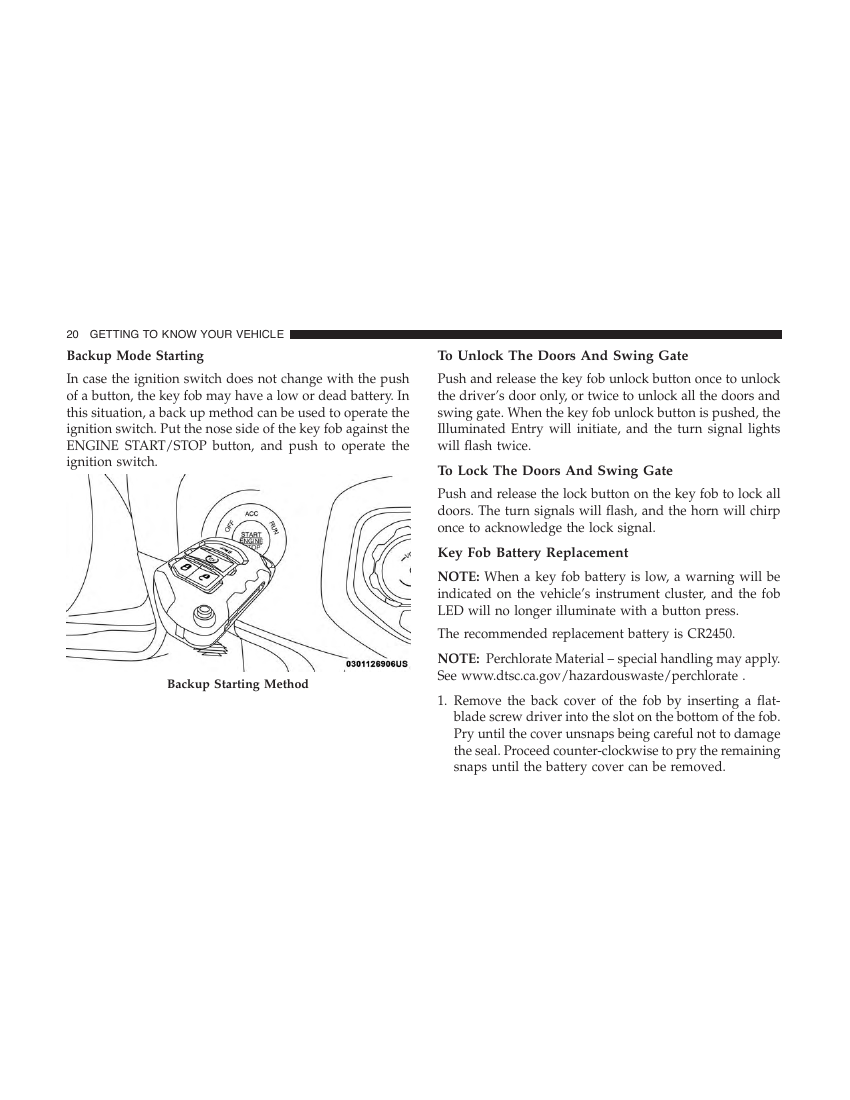 20 GETTING TO KNOW YOUR VEHICLE
Backup Mode Starting
In case the ignition switch does not change with the push
of a button, the key fob may have a low or dead battery. In
this situation, a back up method can be used to operate the
ignition switch. Put the nose side of the key fob against the
ENGINE START/STOP button, and push to operate the
ignition switch.
OFF
ACC
RUN
START
ENGINE
STOP
0301126906US
Backup Starting Method
To Unlock The Doors And Swing Gate
Push and release the key fob unlock button once to unlock
the driver's door only, or twice to unlock all the doors and
swing gate. When the key fob unlock button is pushed, the
Illuminated Entry will initiate, and the turn signal lights
will flash twice.
To Lock The Doors And Swing Gate
Push and release the lock button on the key fob to lock all
doors. The turn signals will flash, and the horn will chirp
once to acknowledge the lock signal.
Key Fob Battery Replacement
NOTE: When a key fob battery is low, a warning will be
indicated on the vehicle's instrument cluster, and the fob
LED will no longer illuminate with a button press.
The recommended replacement battery is CR2450.
NOTE: Perchlorate Material – special handling may apply.
See www.dtsc.ca.gov/hazardouswaste/perchlorate .
1. Remove the back cover of the fob by inserting a flat-
blade screw driver into the slot on the bottom of the fob.
Pry until the cover unsnaps being careful not to damage
the seal. Proceed counter-clockwise to pry the remaining
snaps until the battery cover can be removed.